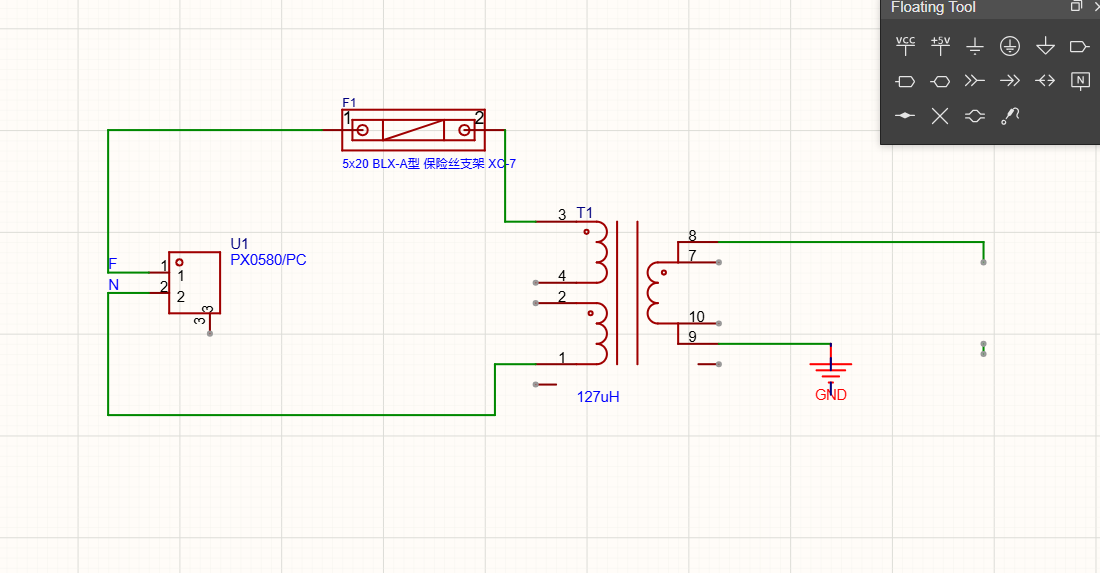 Floating Tool
VCC
+5V
N
F1
1
2
5x20 BLX-A型 保险丝支架 XC-7
3
T1
8
U1
PX0580/PC
7
F
1
1
4
N
2
2
2
3
3
10
9
1
127uH
GND